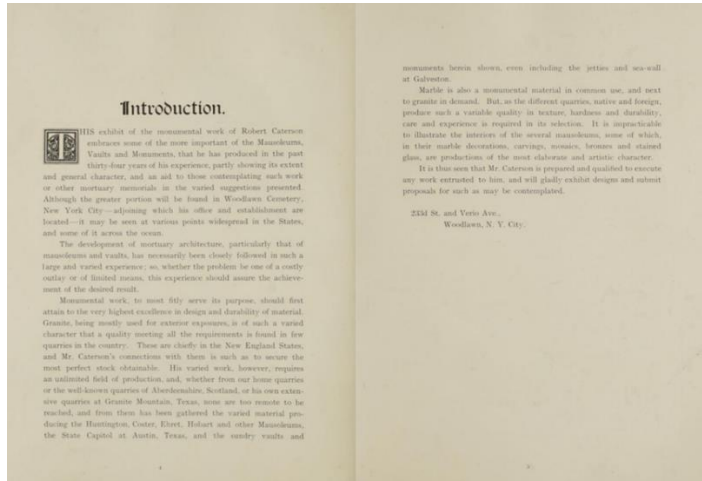 Introduction.
THIS exhibit of the monumental work of Robert Caterson
embraces some of the more important of the Mausoleums,
Vaults and Monuments, that he has produced in the past
thirty-four years of his experience, partly showing its extent
and general character, and an aid to those contemplating such work
or other mortuary memorials in the varied suggestions presented.
Although the greater portion will be found in Woodlawn Cemetery,
New York City—adjoining which his office and establishment are
located—it may be seen at various points widespread in the States,
and some of it across the ocean.
The development of mortuary architecture, particularly that of
mausoleums and vaults, has necessarily been closely followed in such a
large and varied experience; so, whether the problem be one of a costly
outlay or of limited means, this experience should assure the achieve-
ment of the desired result.
Monumental work, to most fitly serve its purpose, should first
attain to the very highest excellence in design and durability of material.
Granite, being mostly used for exterior exposures, is of such a varied
character that a quality meeting all the requirements is found in few
quarries in the country. These are chiefly in the New England States,
and Mr. Caterson's connections with them is such as to secure the
most perfect stock obtainable. His varied work, however, requires
an unlimited field of production, and, whether from our home quarries
or the well-known quarries of Aberdeenshire, Scotland, or his own exten-
sive quarries at Granite Mountain, Texas, none are too remote to be
reached, and from them has been gathered the varied material pro-
ducing the Huntington, Coster, Ehret, Hobart and other Mausoleums,
the State Capitol at Austin, Texas, and the sundry vaults and
monuments herein shown, even including the jetties and sea-wall
at Galveston.
Marble is also a monumental material in common use, and next
to granite in demand. But, as the different quarries, native and foreign,
produce such a variable quality in texture, hardness and durability,
care and experience is required in its selection. It is impracticable
to illustrate the interiors of the several mausoleums, some of which,
in their marble decorations, carvings, mosaics, bronzes and stained
glass, are productions of the most elaborate and artistic character.
It is thus seen that Mr. Caterson is prepared and qualified to execute
any work entrusted to him, and will gladly exhibit designs and submit
proposals for such as may be contemplated.
233d St. and Verio Ave.,
Woodlawn, N. Y. City.